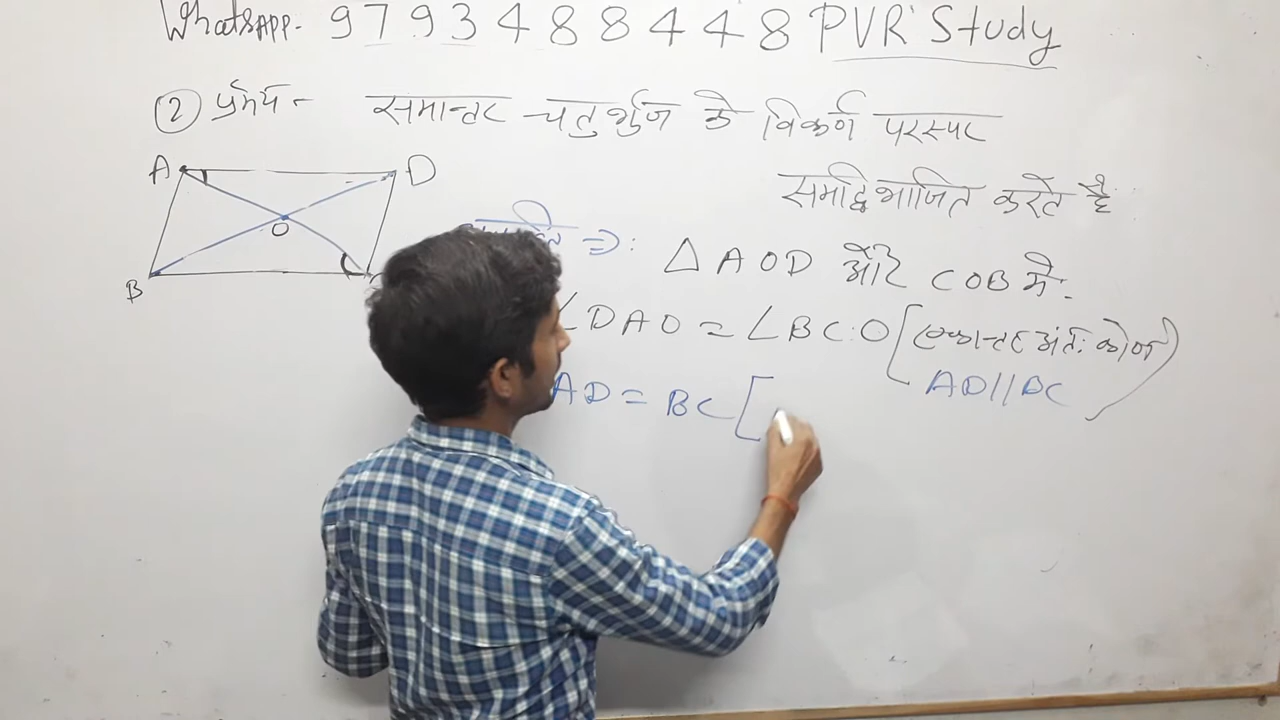 WhatsApp- 9793488448 PVR Study
② प्रमेय - समान्तर चतुर्भुज के विकर्ण परस्पर
समद्विभाजित करते है
A D
O
B
⇒: △AOD और COB में.
∠DAO = ∠BCO [एकान्तर अंतः कोण)
AD//BC
AD = BC [